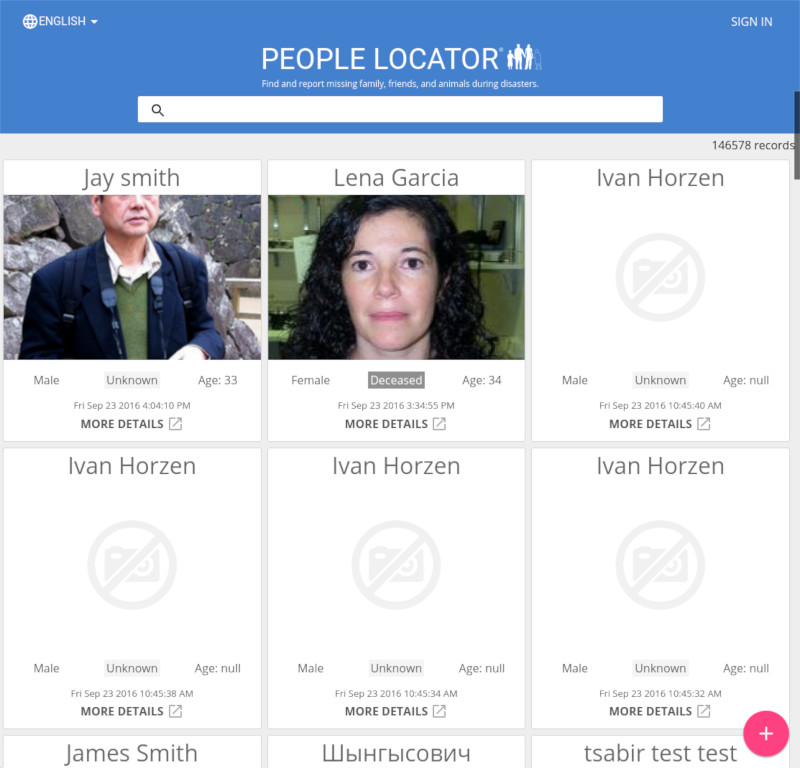 ENGLISH
SIGN IN
PEOPLE LOCATOR®
Find and report missing family, friends, and animals during disasters.
146578 records
Jay smith
Lena Garcia
Ivan Horzen
Male Unknown Age: 33
Female Deceased Age: 34
Male Unknown Age: null
Fri Sep 23 2016 4:04:10 PM
Fri Sep 23 2016 3:34:55 PM
Fri Sep 23 2016 10:45:40 AM
MORE DETAILS
MORE DETAILS
MORE DETAILS
Ivan Horzen
Ivan Horzen
Ivan Horzen
Male Unknown Age: null
Male Unknown Age: null
Male Unknown Age: null
Fri Sep 23 2016 10:45:38 AM
Fri Sep 23 2016 10:45:34 AM
Fri Sep 23 2016 10:45:32 AM
MORE DETAILS
MORE DETAILS
MORE DETAILS
James Smith
Шынгысович
tsabir test test